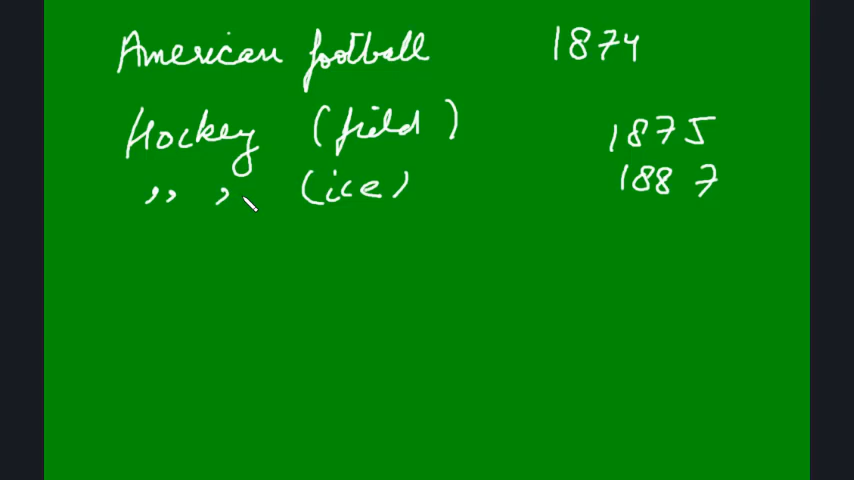 American football 1874
Hockey (field) 1875
,, , (ice) 1887